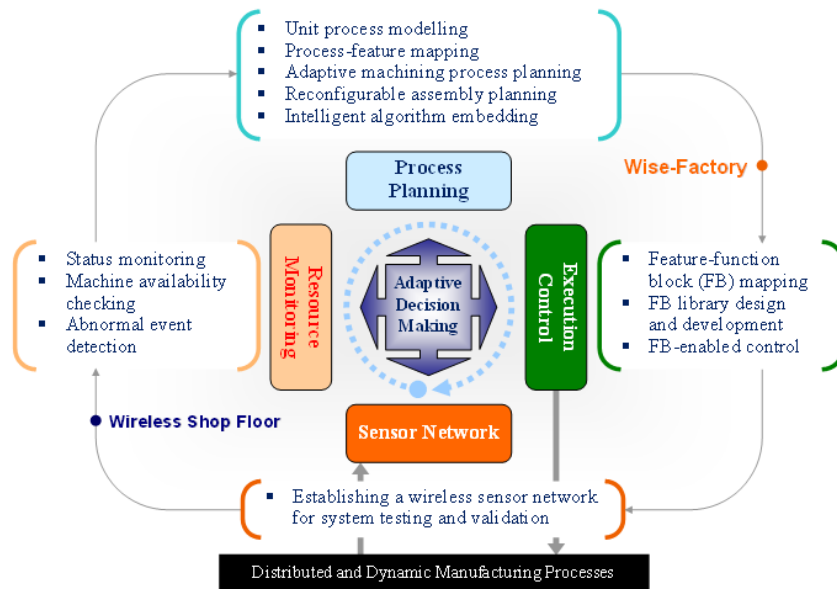 ▪ Unit process modelling
▪ Process-feature mapping
▪ Adaptive machining process planning
▪ Reconfigurable assembly planning
▪ Intelligent algorithm embedding
Process
Planning
Wise-Factory
▪ Status monitoring
▪ Machine availability
checking
▪ Abnormal event
detection
Resource
Monitoring
Adaptive
Decision
Making
Execution
Control
▪ Feature-function
block (FB) mapping
▪ FB library design
and development
▪ FB-enabled control
Wireless Shop Floor
Sensor Network
▪ Establishing a wireless sensor network
for system testing and validation
Distributed and Dynamic Manufacturing Processes